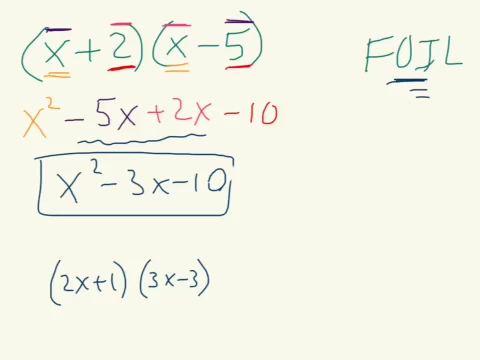 (x+2)(x-5)
FOIL
x² - 5x + 2x - 10
x² - 3x - 10
(2x+1)(3x-3)